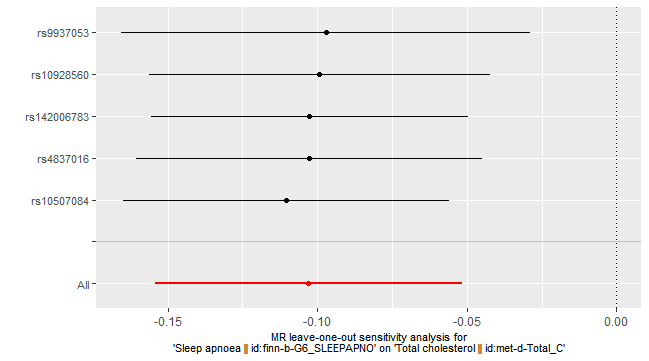 rs9937053
rs10928560
rs142006783
rs4837016
rs10507084
All
-0.15 -0.10 -0.05 0.00
MR leave-one-out sensitivity analysis for
'Sleep apnoea || id:finn-b-G6_SLEEPAPNO' on 'Total cholesterol || id:met-d-Total_C'